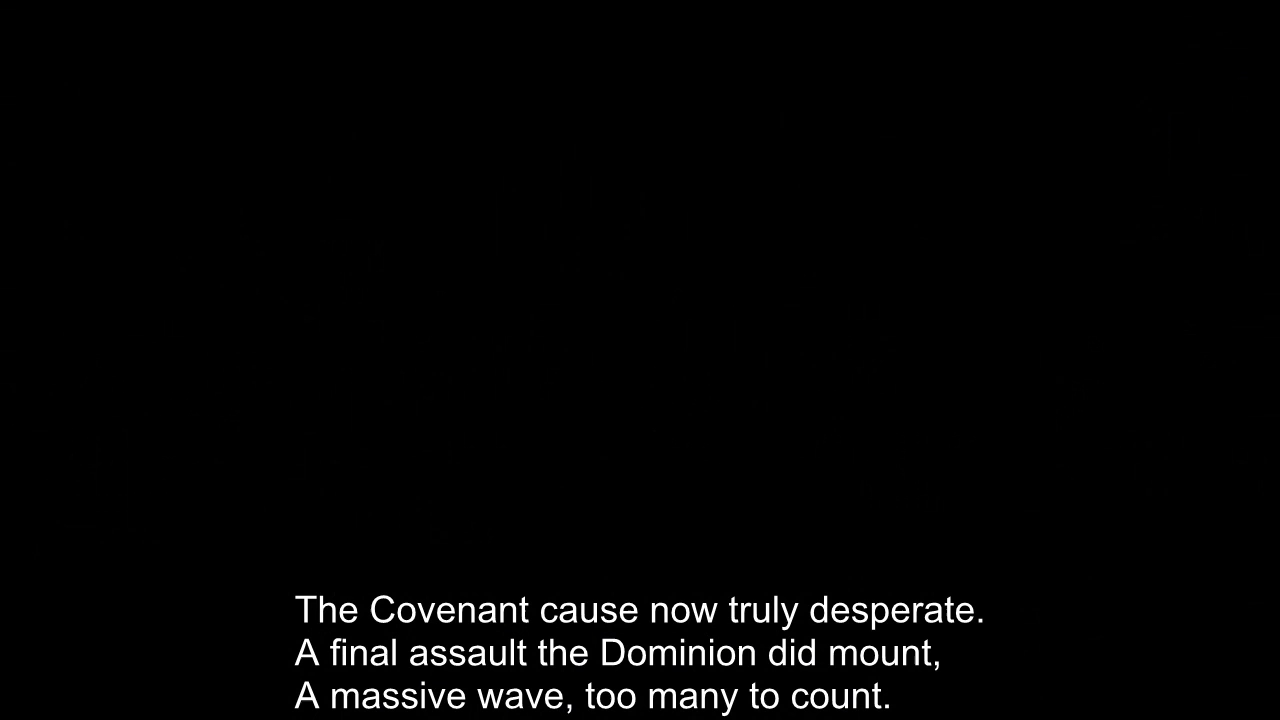 The Covenant cause now truly desperate.
A final assault the Dominion did mount,
A massive wave, too many to count.